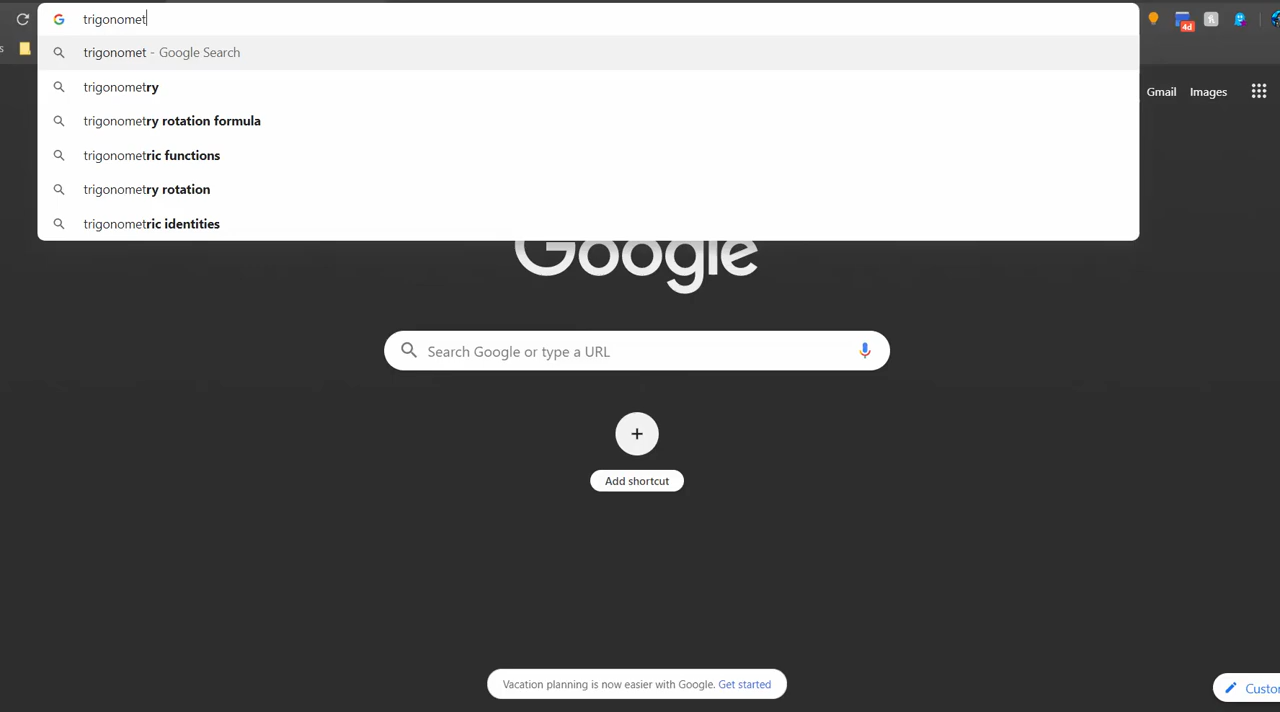 trigonomet
s
trigonomet - Google Search
4d
trigonometry
Gmail Images
trigonometry rotation formula
trigonometric functions
trigonometry rotation
trigonometric identities
Google
Search Google or type a URL
Add shortcut
Vacation planning is now easier with Google. Get started
Custo